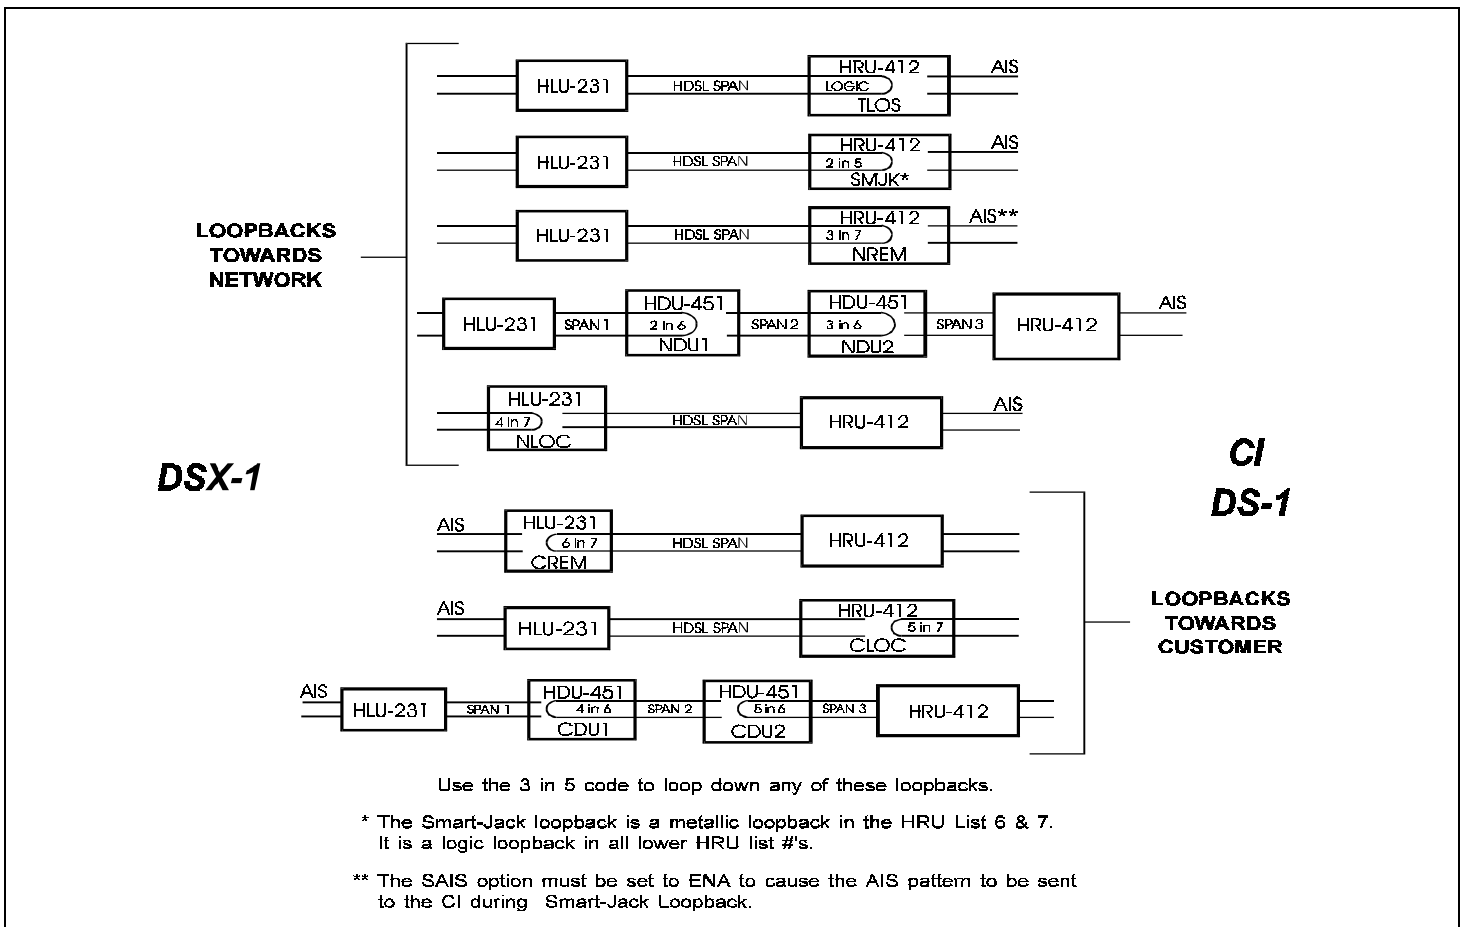 HRU-412
AIS
HLU-231
HDSL SPAN
LOGIC
TLOS
HRU-412
AIS
HLU-231
HDSL SPAN
2 in 5
SMJK*
HRU-412
AIS**
HLU-231
HDSL SPAN
3 in 7
NREM
LOOPBACKS
TOWARDS
NETWORK
HDU-451
HDU-451
AIS
HLU-231
SPAN 1
2 in 6
SPAN 2
3 in 6
SPAN 3
HRU-412
NDU1
NDU2
HLU-231
AIS
4 in 7
HDSL SPAN
HRU-412
NLOC
DSX-1
CI
DS-1
AIS
HLU-231
6 in 7
HDSL SPAN
HRU-412
CREM
AIS
HRU-412
HLU-231
HDSL SPAN
5 in 7
CLOC
LOOPBACKS
TOWARDS
CUSTOMER
AIS
HDU-451
HDU-451
HLU-231
SPAN 1
4 in 6
SPAN 2
5 in 6
SPAN 3
HRU-412
CDU1
CDU2
Use the 3 in 5 code to loop down any of these loopbacks.
* The Smart-Jack loopback is a metallic loopback in the HRU List 6 & 7.
It is a logic loopback in all lower HRU list #'s.
** The SAIS option must be set to ENA to cause the AIS pattern to be sent
to the CI during Smart-Jack Loopback.